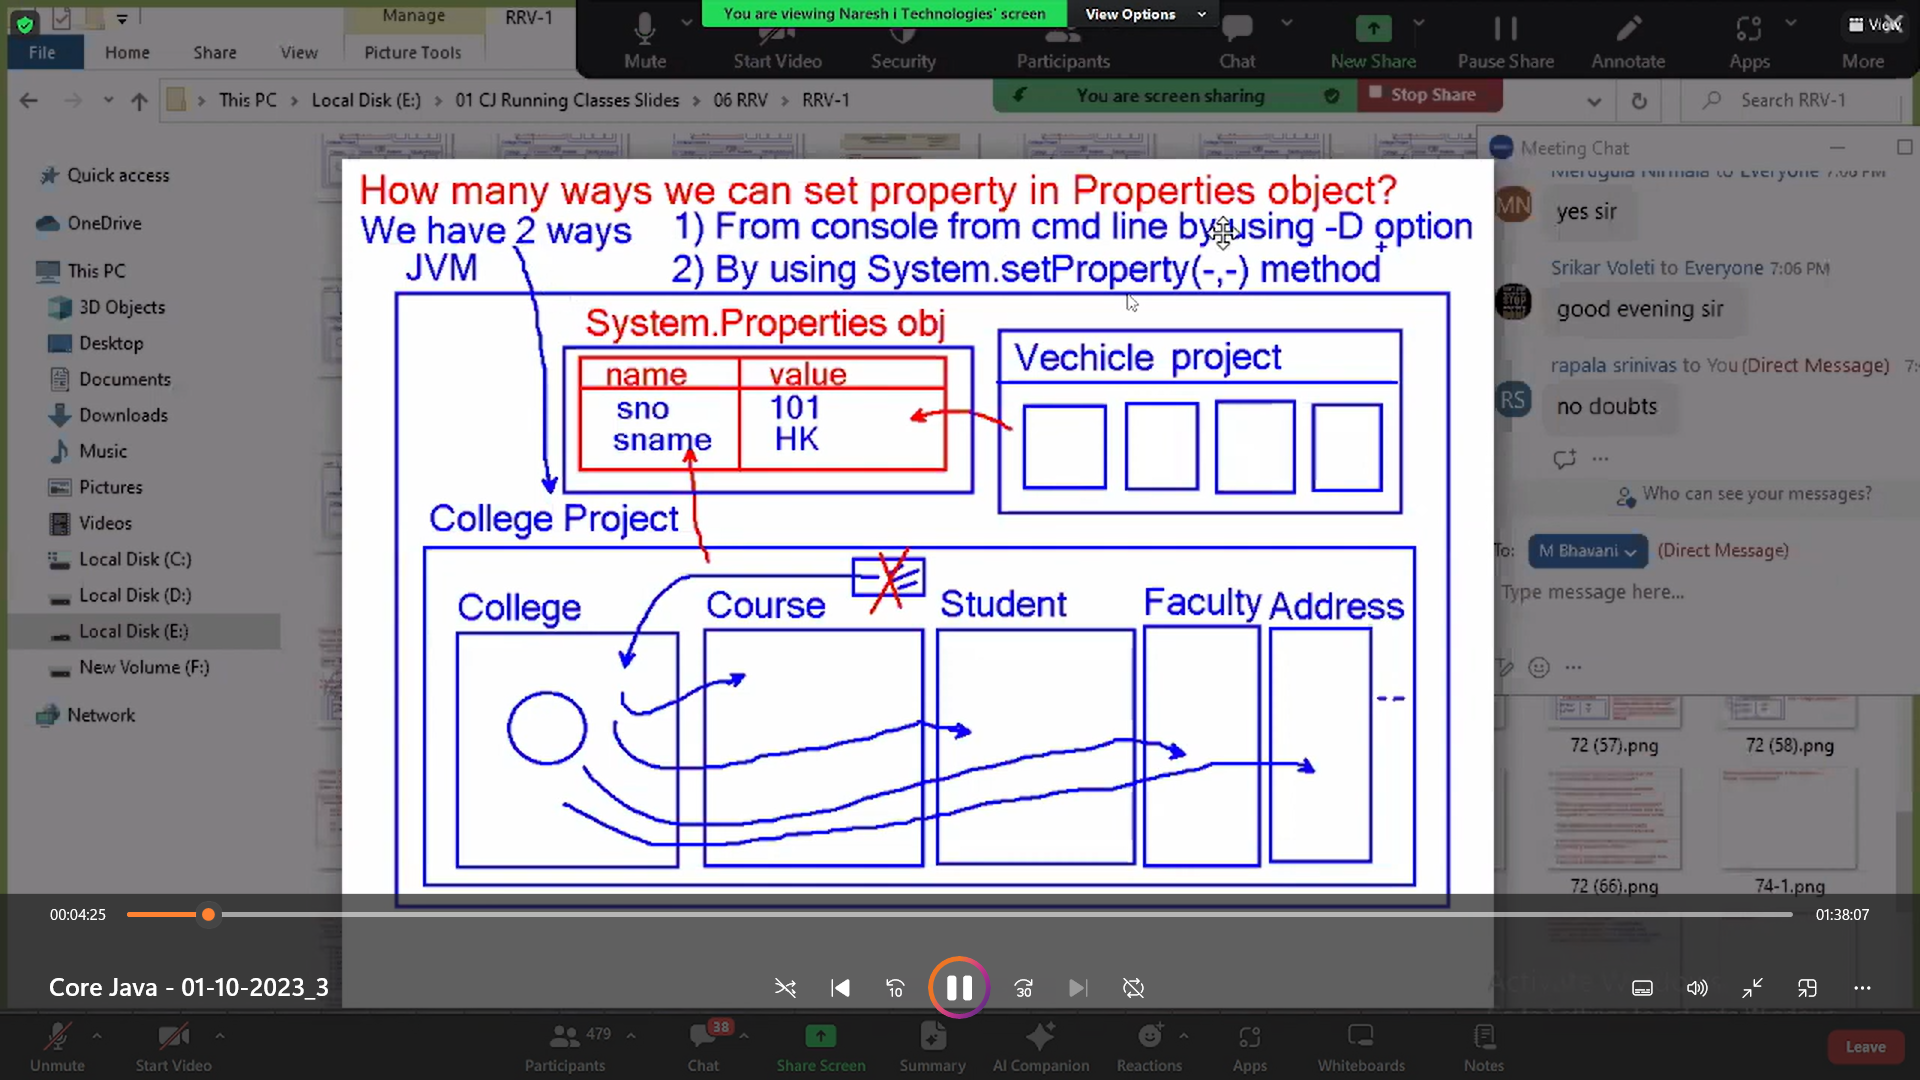 Manage
RRV-1
You are viewing Naresh i Technologies' screen
View Options
View
File
Home
Share
View
Picture Tools
Mute
Start Video
Security
Participants
Chat
New Share
Pause Share
Annotate
Apps
More
This PC
Local Disk (E:)
01 CJ Running Classes Slides
06 RRV
RRV-1
You are screen sharing
Stop Share
Search RRV-1
Quick access
OneDrive
This PC
3D Objects
Desktop
Documents
Downloads
Music
Pictures
Videos
Local Disk (C:)
Local Disk (D:)
Local Disk (E:)
New Volume (F:)
Network
How many ways we can set property in Properties object?
We have 2 ways
1) From console from cmd line by using -D option
JVM
2) By using System.setProperty(-,-) method
System.Properties obj
name value
sno 101
sname HK
Vechicle project
College Project
College
Course
Student
Faculty
Address
Meeting Chat
Merugula Nirmala to Everyone 7:06 PM
MN
yes sir
Srikar Voleti to Everyone 7:06 PM
good evening sir
rapala srinivas to You (Direct Message)
RS
no doubts
Who can see your messages?
To:
M Bhavani
(Direct Message)
Type message here...
72 (57).png
72 (58).png
72 (66).png
74-1.png
00:04:25
01:38:07
Core Java - 01-10-2023_3
10
30
Unmute
Start Video
479
Participants
38
Chat
Share Screen
Summary
AI Companion
Reactions
Apps
Whiteboards
Notes
Leave